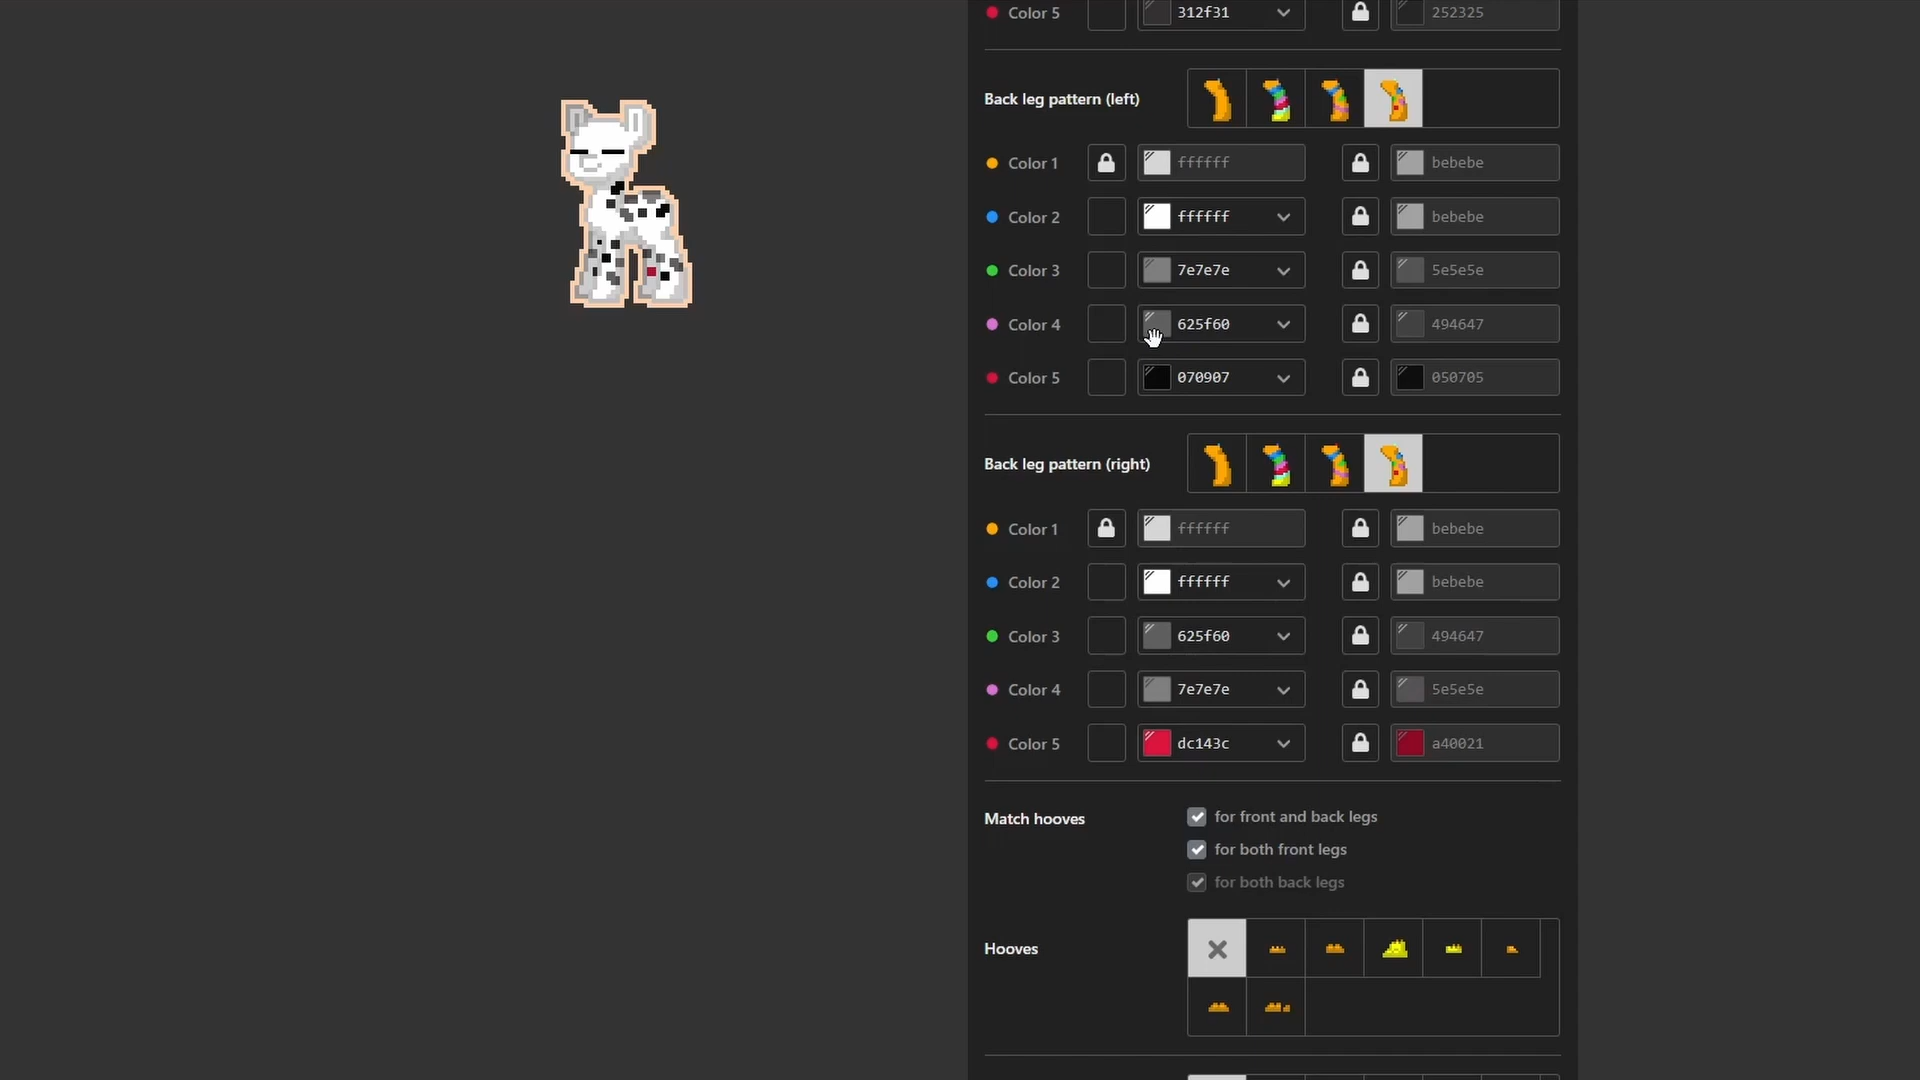 Color 5 312f31 252325
Back leg pattern (left)
Color 1 ffffff bebebe
Color 2 ffffff bebebe
Color 3 7e7e7e 5e5e5e
Color 4 625f60 494647
Color 5 070907 050705
Back leg pattern (right)
Color 1 ffffff bebebe
Color 2 ffffff bebebe
Color 3 625f60 494647
Color 4 7e7e7e 5e5e5e
Color 5 dc143c a40021
Match hooves for front and back legs
for both front legs
for both back legs
Hooves